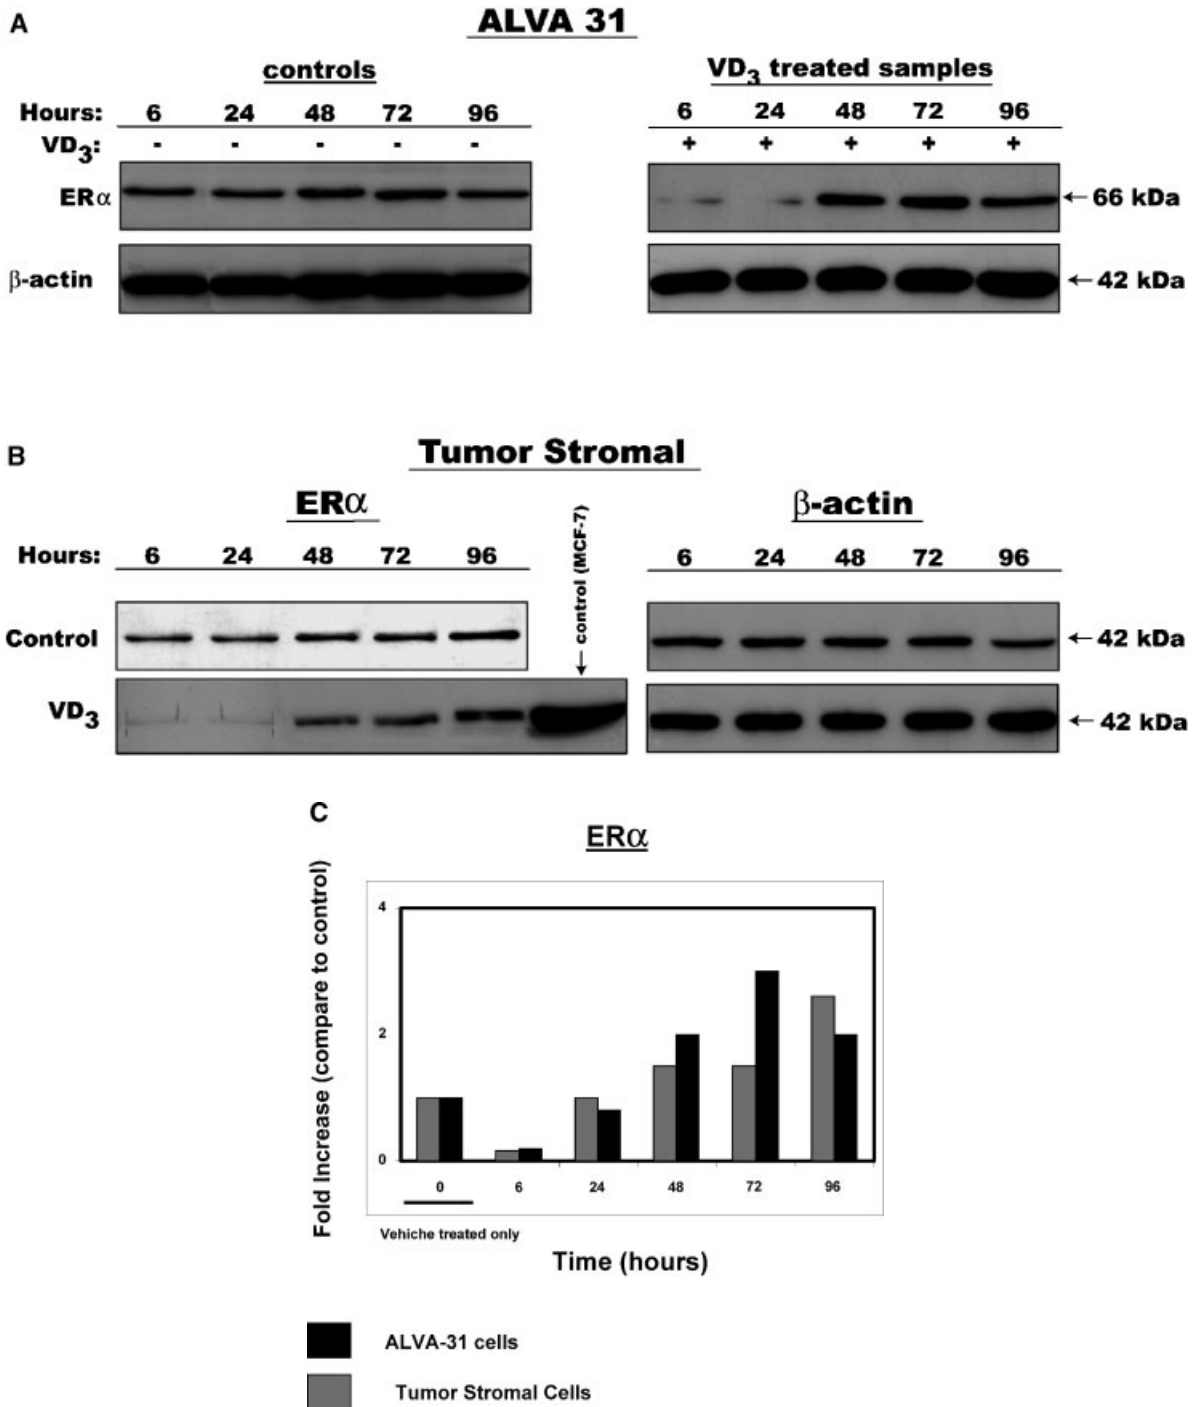 A
ALVA 31
controls
VD3 treated samples
Hours: 6 24 48 72 96
6 24 48 72 96
VD3: - - - - -
+ + + + +
ERα
←66 kDa
β-actin
←42 kDa
B
Tumor Stromal
ERα
β-actin
← control (MCF-7)
Hours: 6 24 48 72 96
6 24 48 72 96
Control
←42 kDa
VD3
←42 kDa
C
ERα
Fold Increase (compare to control)
4
2
0
0 6 24 48 72 96
Vehiche treated only
Time (hours)
ALVA-31 cells
Tumor Stromal Cells